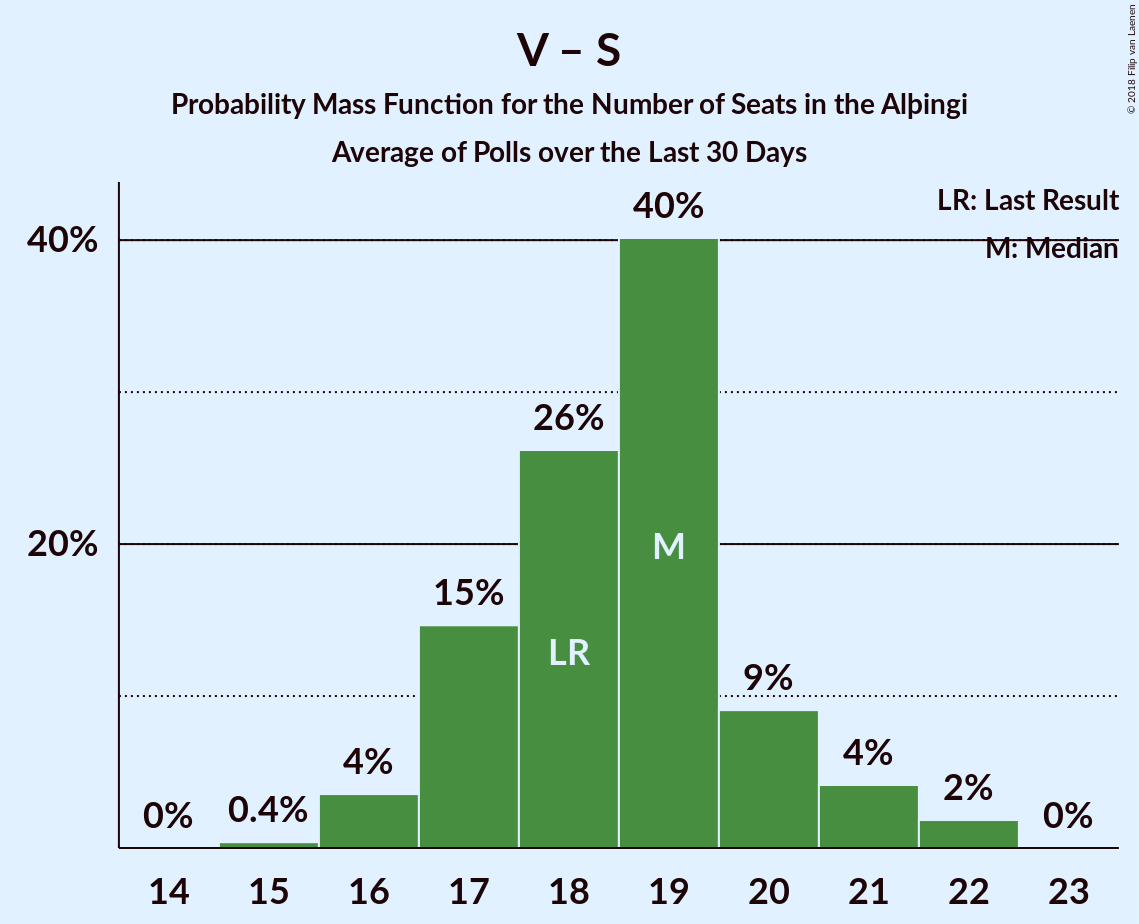 V – S
Probability Mass Function for the Number of Seats in the Alþingi
Average of Polls over the Last 30 Days
© 2018 Filip van Laenen
LR: Last Result
M: Median
40%
20%
0%
0.4%
4%
15%
26%
40%
9%
4%
2%
0%
LR
M
14 15 16 17 18 19 20 21 22 23